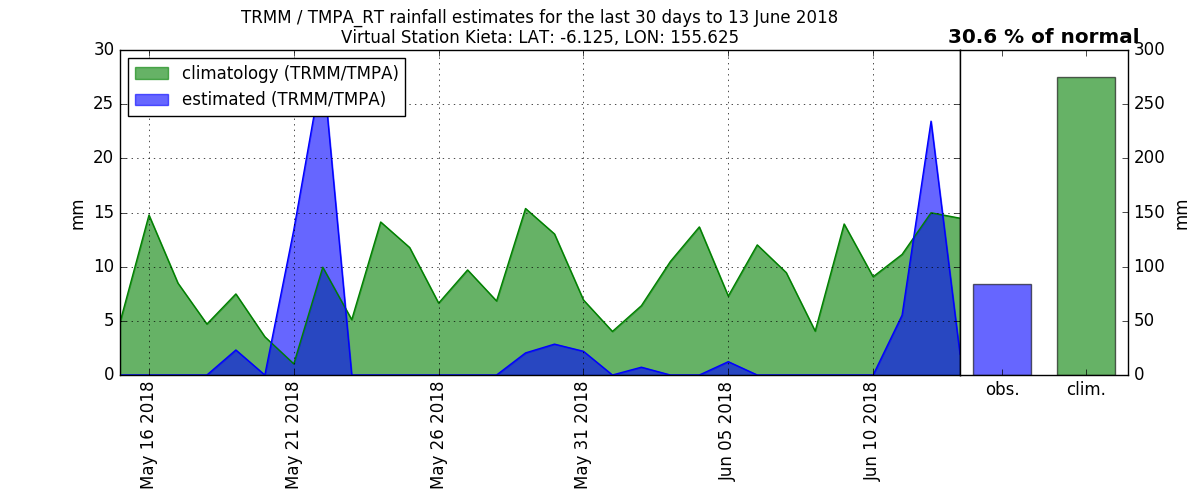 TRMM / TMPA_RT rainfall estimates for the last 30 days to 13 June 2018
Virtual Station Kieta: LAT: -6.125, LON: 155.625
30.6 % of normal
climatology (TRMM/TMPA)
estimated (TRMM/TMPA)
30
25
20
15
10
5
0
mm
May 16 2018
May 21 2018
May 26 2018
May 31 2018
Jun 05 2018
Jun 10 2018
300
250
200
150
100
50
0
mm
obs.
clim.